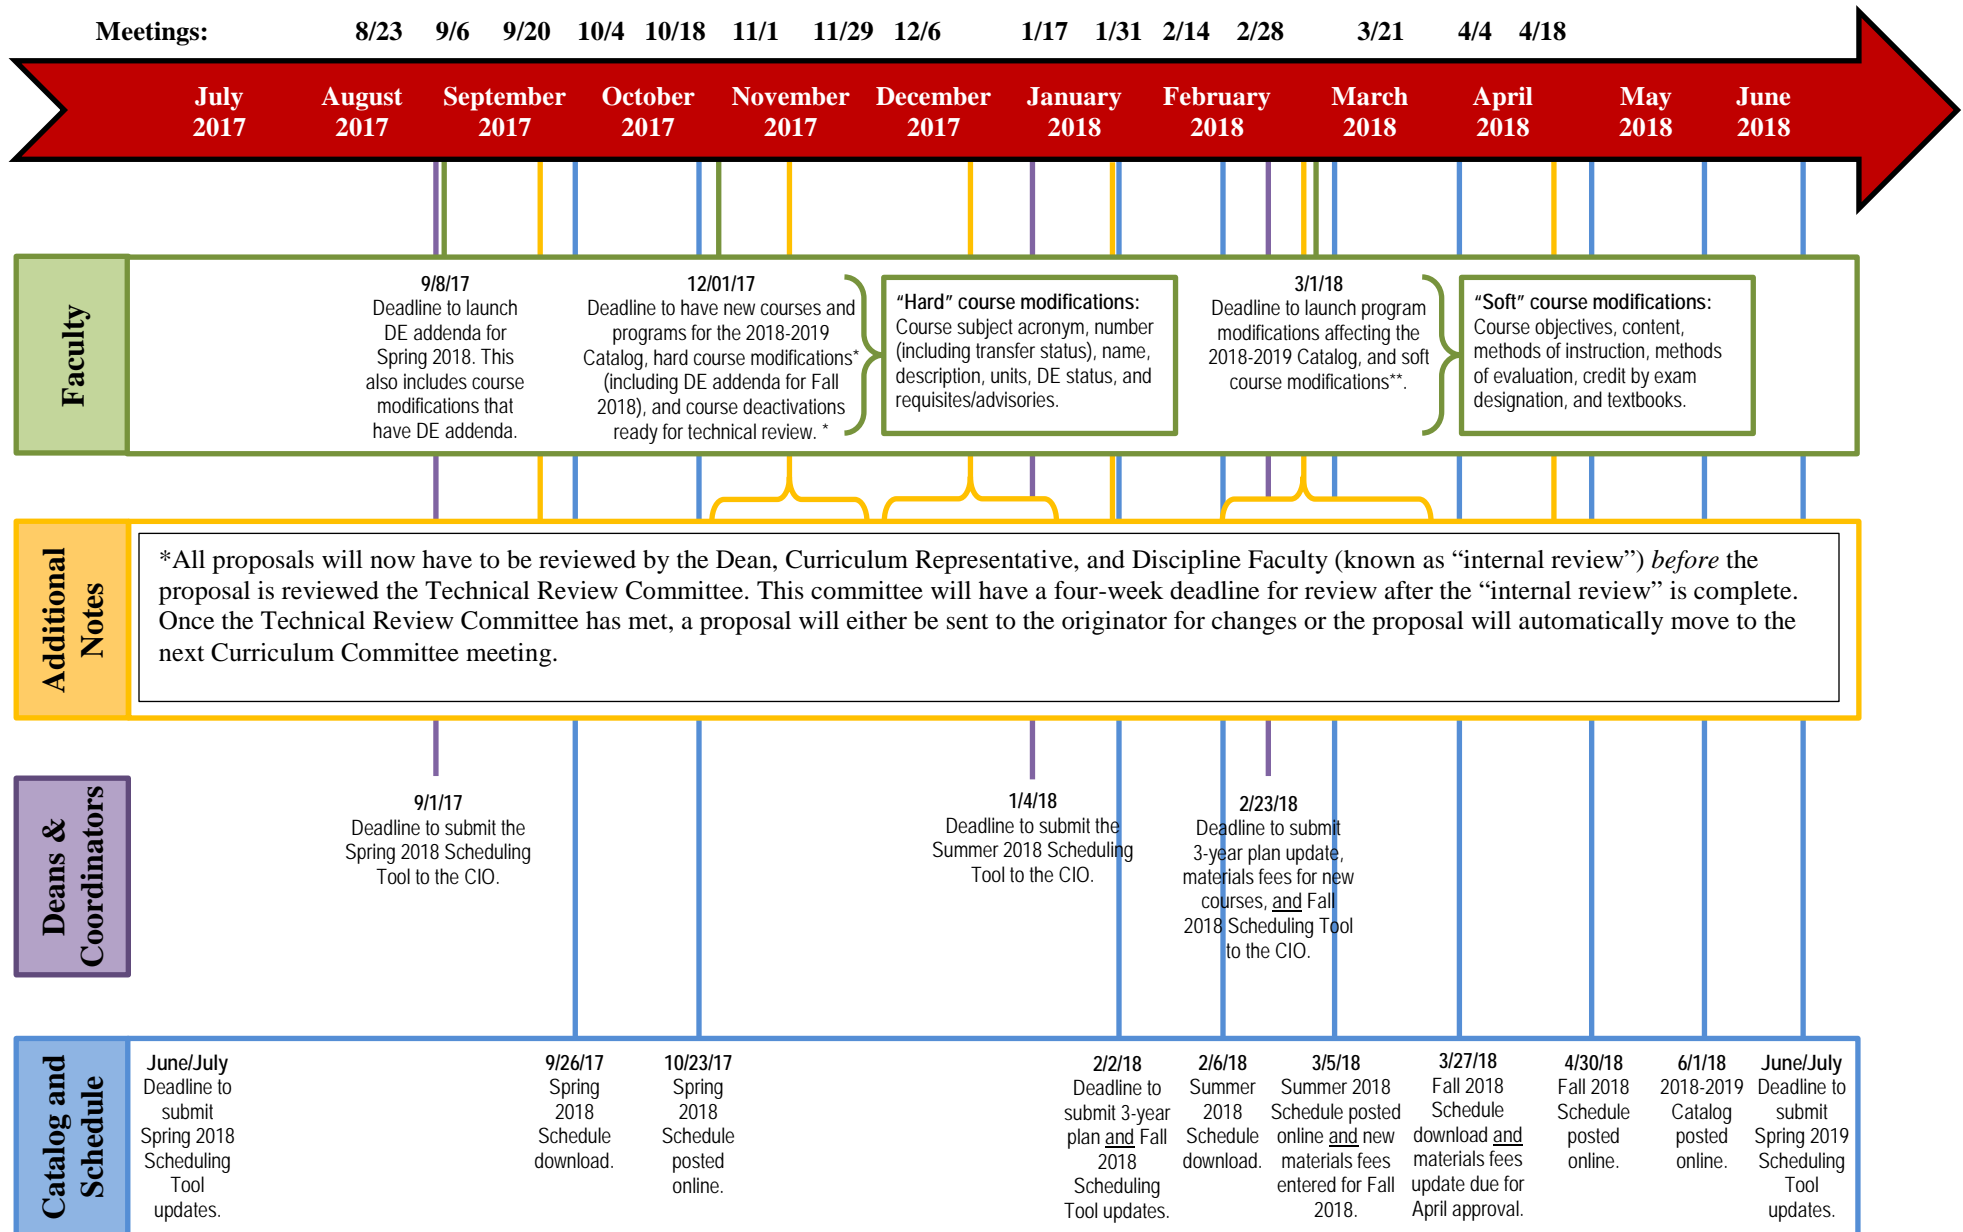 Meetings: 8/23 9/6 9/20 10/4 10/18 11/1 11/29 12/6 1/17 1/31 2/14 2/28 3/21 4/4 4/18
July
2017
August
2017
September
2017
October
2017
November
2017
December
2017
January
2018
February
2018
March
2018
April
2018
May
2018
June
2018
Faculty
9/8/17
Deadline to launch
DE addenda for
Spring 2018. This
also includes course
modifications that
have DE addenda.
12/01/17
Deadline to have new courses and
programs for the 2018-2019
Catalog, hard course modifications*
(including DE addenda for Fall
2018), and course deactivations
ready for technical review. *
“Hard” course modifications:
Course subject acronym, number
(including transfer status), name,
description, units, DE status, and
requisites/advisories.
3/1/18
Deadline to launch program
modifications affecting the
2018-2019 Catalog, and soft
course modifications**.
“Soft” course modifications:
Course objectives, content,
methods of instruction, methods
of evaluation, credit by exam
designation, and textbooks.
Additional
Notes
*All proposals will now have to be reviewed by the Dean, Curriculum Representative, and Discipline Faculty (known as “internal review”) before the
proposal is reviewed the Technical Review Committee. This committee will have a four-week deadline for review after the “internal review” is complete.
Once the Technical Review Committee has met, a proposal will either be sent to the originator for changes or the proposal will automatically move to the
next Curriculum Committee meeting.
Deans &
Coordinators
9/1/17
Deadline to submit the
Spring 2018 Scheduling
Tool to the CIO.
1/4/18
Deadline to submit the
Summer 2018 Scheduling
Tool to the CIO.
2/23/18
Deadline to submit
3-year plan update,
materials fees for new
courses, and Fall
2018 Scheduling Tool
to the CIO.
Catalog and
Schedule
June/July
Deadline to
submit
Spring 2018
Scheduling
Tool
updates.
9/26/17
Spring
2018
Schedule
download.
10/23/17
Spring
2018
Schedule
posted
online.
2/2/18
Deadline to
submit 3-year
plan and Fall
2018
Scheduling
Tool updates.
2/6/18
Summer
2018
Schedule
download.
3/5/18
Summer 2018
Schedule posted
online and new
materials fees
entered for Fall
2018.
3/27/18
Fall 2018
Schedule
download and
materials fees
update due for
April approval.
4/30/18
Fall 2018
Schedule
posted
online.
6/1/18
2018-2019
Catalog
posted
online.
June/July
Deadline to
submit
Spring 2019
Scheduling
Tool
updates.